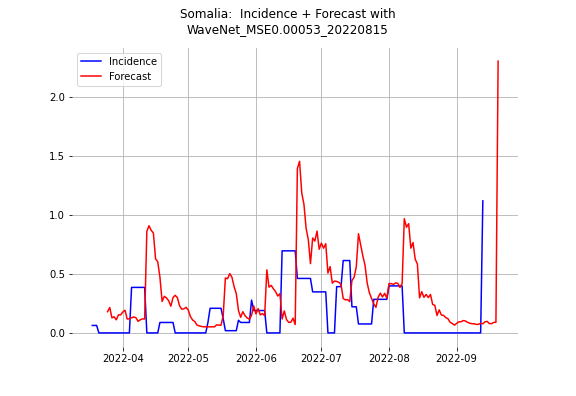 Somalia:  Incidence + Forecast with
WaveNet_MSE0.00053_20220815
Incidence
Forecast
2.0
1.5
1.0
0.5
0.0
2022-04 2022-05 2022-06 2022-07 2022-08 2022-09